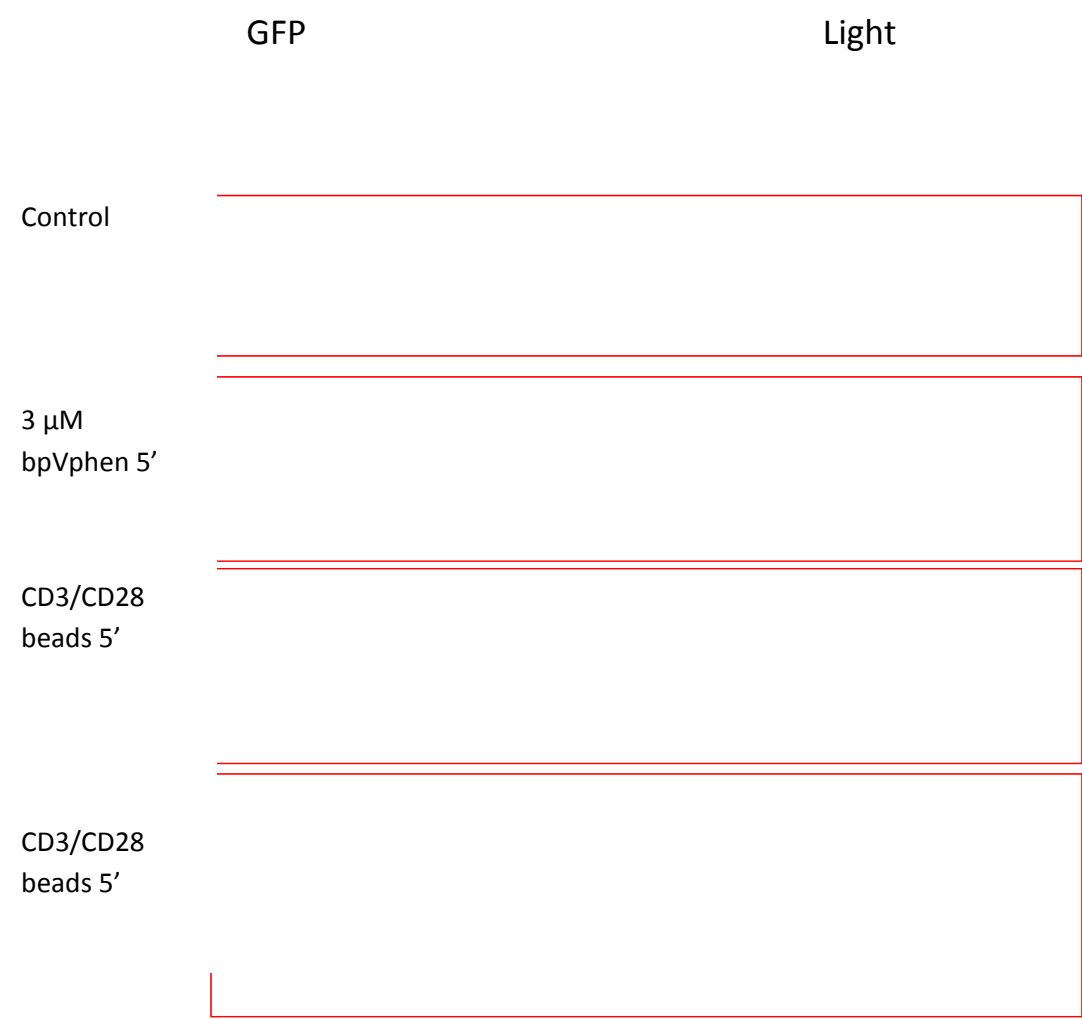 GFP Light
Control
3 µM
bpVphen 5’
CD3/CD28
beads 5’
CD3/CD28
beads 5’